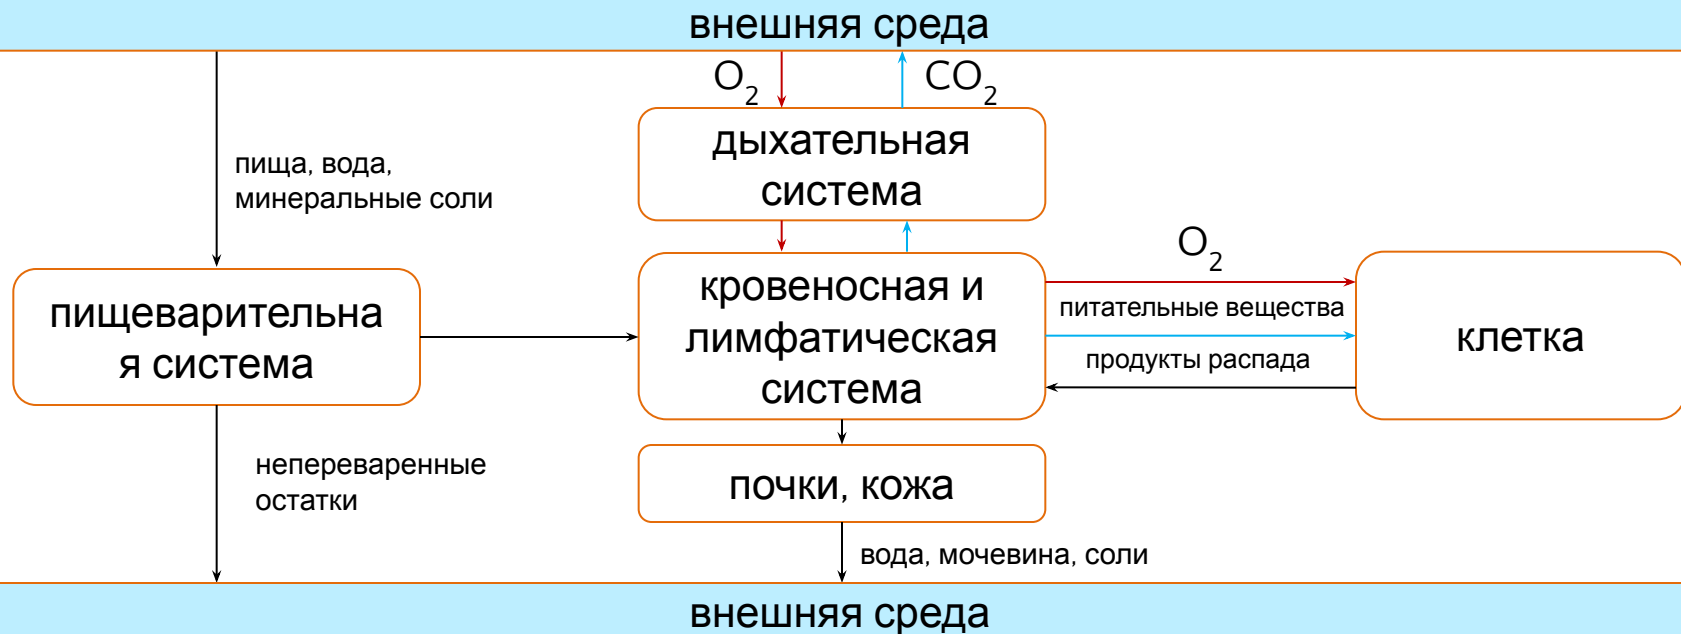 внешняя среда
O2
CO2
дыхательная
система
пища, вода,
минеральные соли
пищеварительна
я система
кровеносная и
лимфатическая
система
O2
питательные вещества
продукты распада
клетка
непереваренные
остатки
почки, кожа
вода, мочевина, соли
внешняя среда